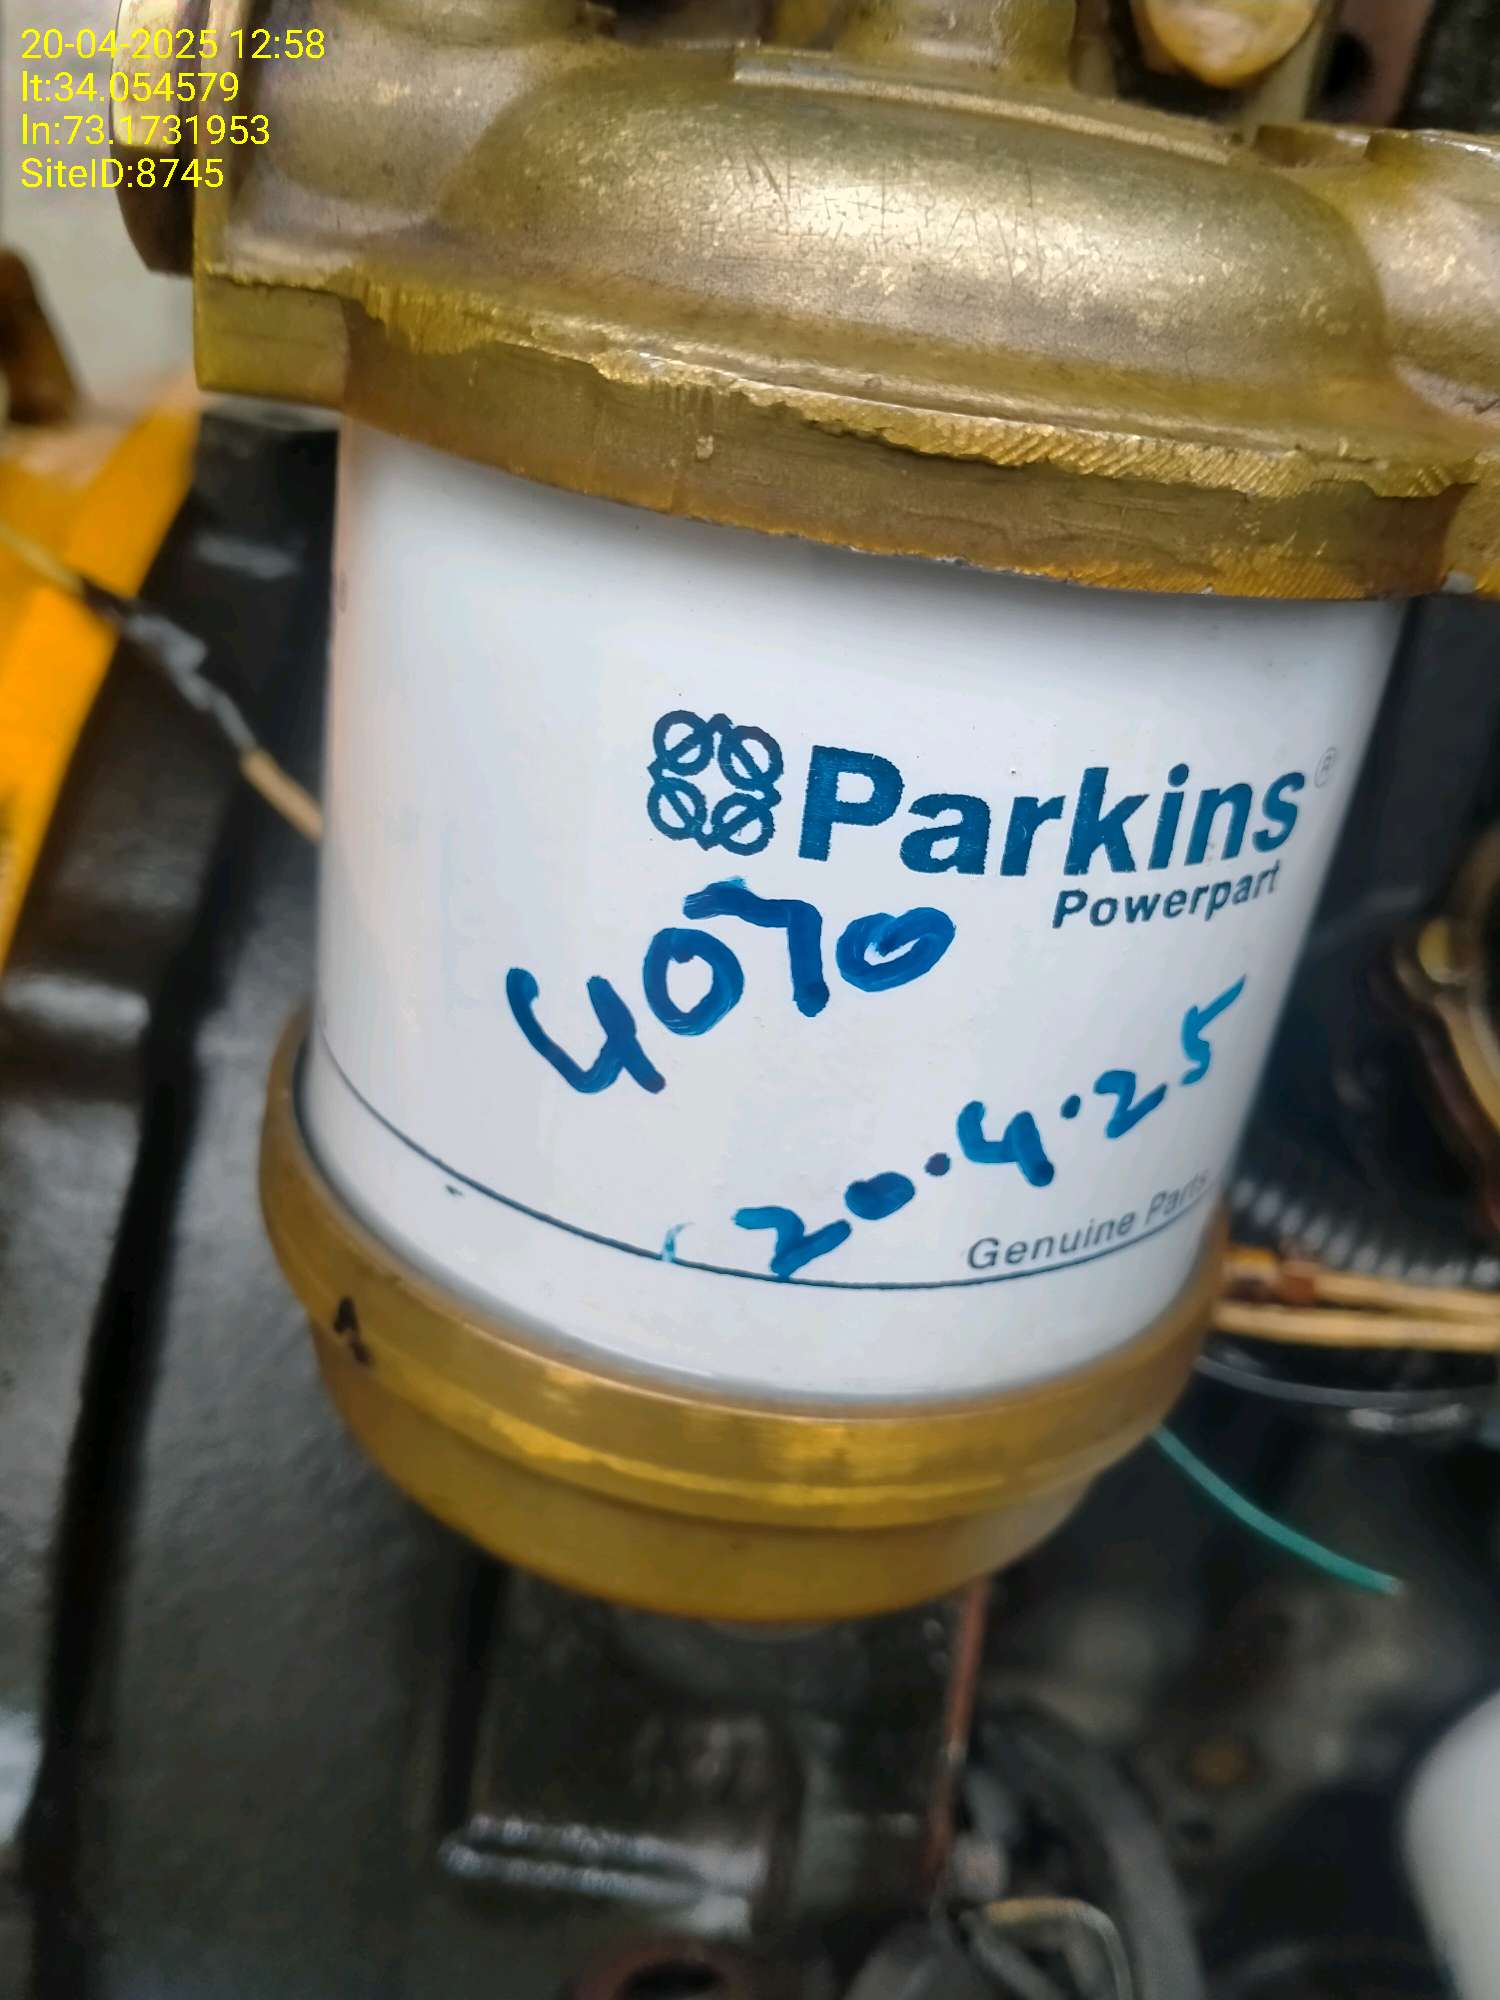 20-04-2025 12:58
lt:34.054579
ln:73.1731953
SiteID:8745
Parkins®
Powerpart
4070
20.4.25
Genuine Parts